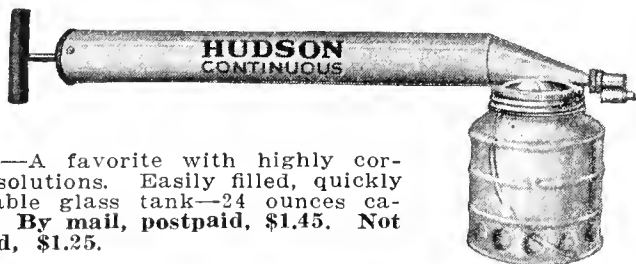 HUDSON
CONTINUOUS
—A favorite with highly cor-
solutions. Easily filled, quickly
able glass tank—24 ounces ca-
By mail, postpaid, $1.45. Not
d, $1.25.